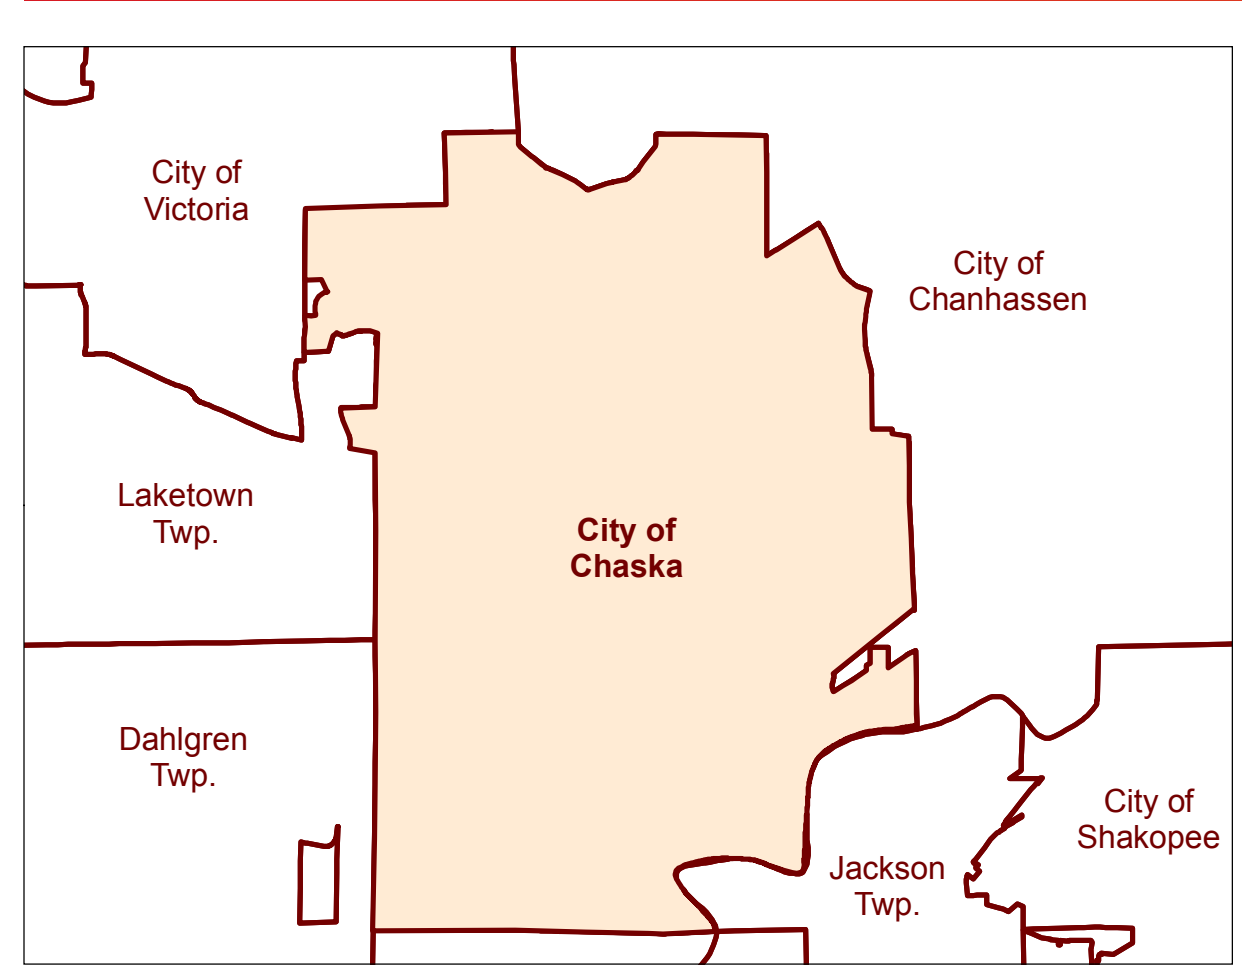 City of
Victoria
City of
Chanhassen
Laketown
Twp.
City of
Chaska
Dahlgren
Twp.
City of
Shakopee
Jackson
Twp.